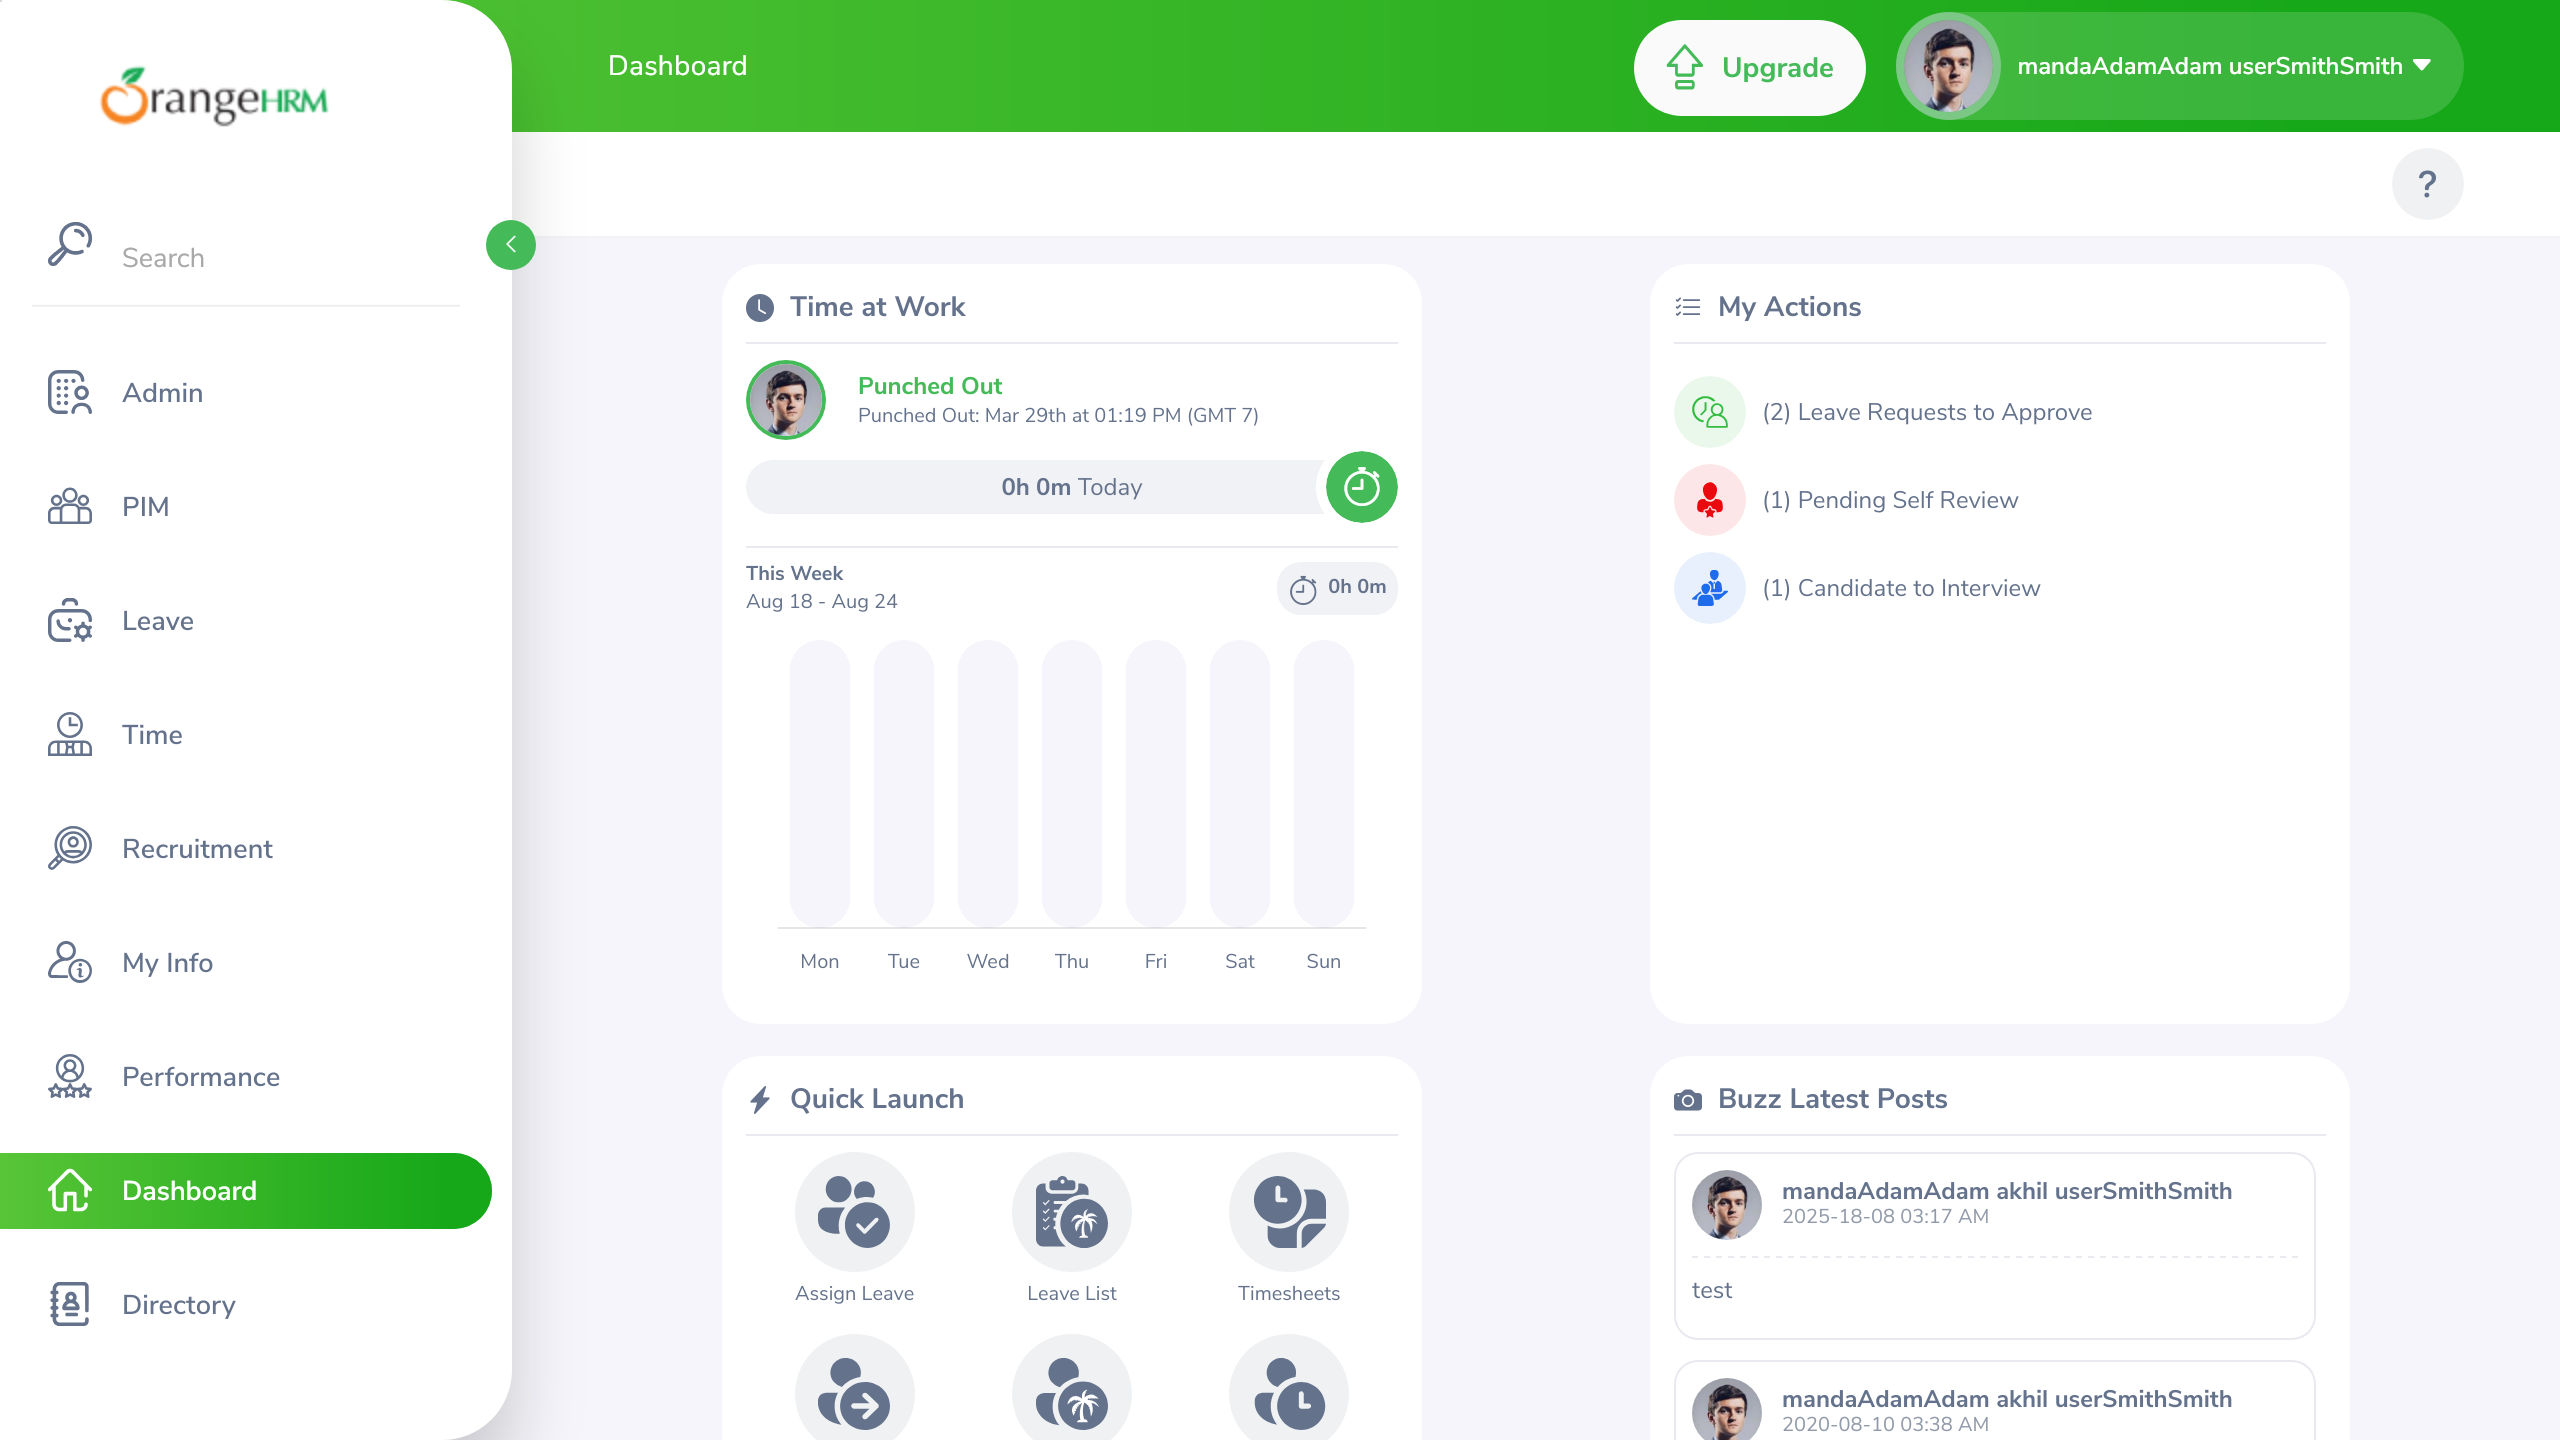 OrangeHRM
Search
Admin
PIM
Leave
Time
Recruitment
My Info
Performance
Dashboard
Directory
Dashboard
Upgrade
mandaAdamAdam userSmithSmith
?
Time at Work
Punched Out
Punched Out: Mar 29th at 01:19 PM (GMT 7)
0h 0m Today
This Week
Aug 18 - Aug 24
0h 0m
Mon Tue Wed Thu Fri Sat Sun
My Actions
(2) Leave Requests to Approve
(1) Pending Self Review
(1) Candidate to Interview
Quick Launch
Assign Leave
Leave List
Timesheets
Buzz Latest Posts
mandaAdamAdam akhil userSmithSmith
2025-18-08 03:17 AM
test
mandaAdamAdam akhil userSmithSmith
2020-08-10 03:38 AM